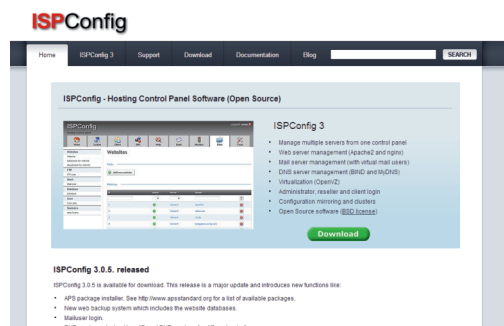 ISPConfig
Home ISPConfig 3 Support Download Documentation Blog SEARCH
ISPConfig - Hosting Control Panel Software (Open Source)
ISPConfig
Websites
ISPConfig 3
• Manage multiple servers from one control panel
• Web server management (Apache2 and nginx)
• Mail server management (with virtual mail users)
• DNS server management (BIND and MyDNS)
• Virtualization (OpenVZ)
• Administrator, reseller and client login
• Configuration mirroring and clusters
• Open Source software (BSD license)
Download
ISPConfig 3.0.5. released
ISPConfig 3.0.5 is available for download. This release is a major update and introduces new functions like:
• APS package installer. See http://www.apsstandard.org for a list of available packages.
• New web backup system which includes the website databases.
• Mailuser login.